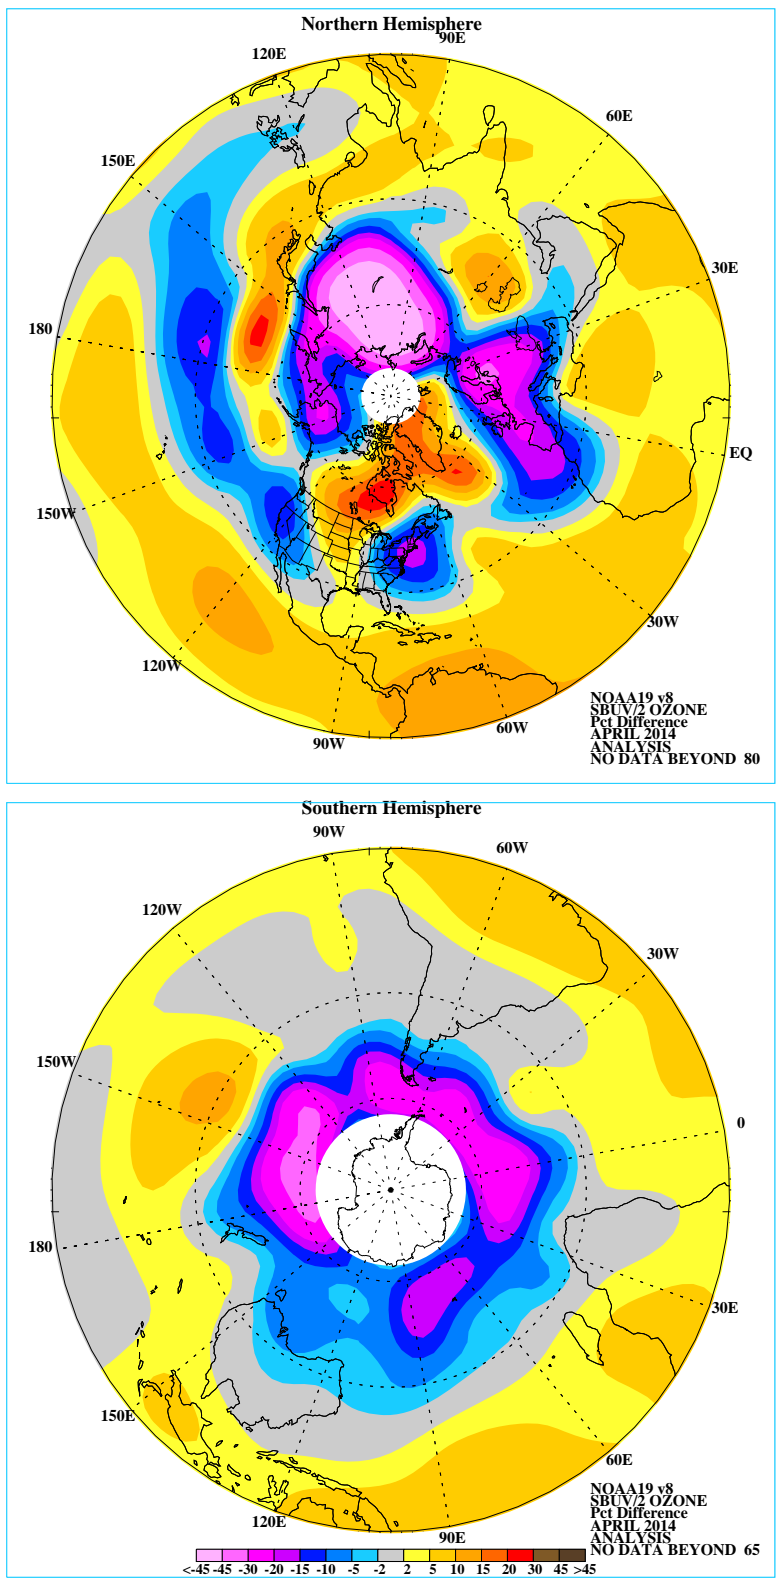 Northern Hemisphere
90E
120E
60E
150E
30E
180
EQ
150W
30W
120W
60W
90W
NOAA19 v8
SBUV/2 OZONE
Pct Difference
APRIL 2014
ANALYSIS
NO DATA BEYOND 80
Southern Hemisphere
90W
60W
120W
30W
150W
0
180
30E
150E
60E
120E
90E
NOAA19 v8
SBUV/2 OZONE
Pct Difference
APRIL 2014
ANALYSIS
NO DATA BEYOND 65
<-45 -45 -30 -20 -15 -10 -5 -2 2 5 10 15 20 30 45 >45